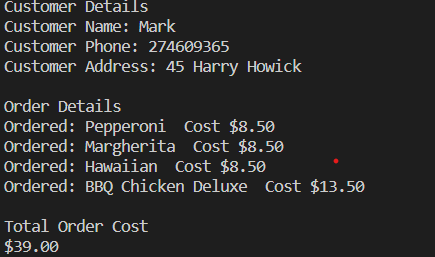 Customer Details
Customer Name: Mark
Customer Phone: 274609365
Customer Address: 45 Harry Howick
Order Details
Ordered: Pepperoni  Cost $8.50
Ordered: Margherita  Cost $8.50
Ordered: Hawaiian  Cost $8.50
Ordered: BBQ Chicken Deluxe  Cost $13.50
Total Order Cost
$39.00